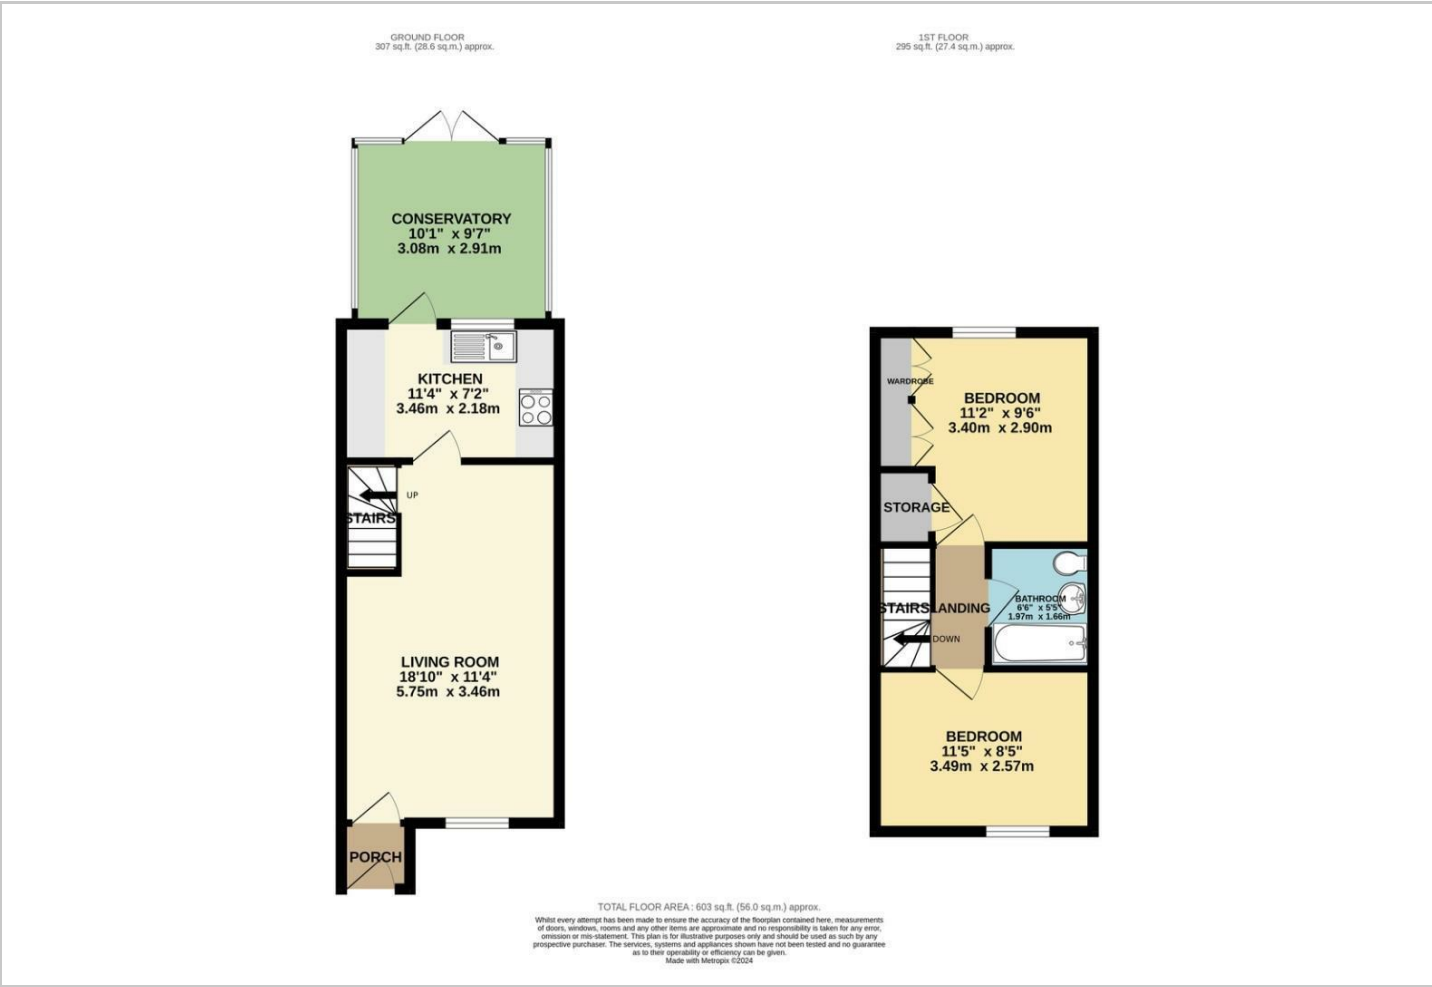 GROUND FLOOR
307 sq.ft. (28.6 sq.m.) approx.
CONSERVATORY
10'1" x 9'7"
3.08m x 2.91m
KITCHEN
11'4" x 7'2"
3.46m x 2.18m
UP
STAIRS
LIVING ROOM
18'10" x 11'4"
5.75m x 3.46m
PORCH
1ST FLOOR
295 sq.ft. (27.4 sq.m.) approx.
WARDROBE
BEDROOM
11'2" x 9'6"
3.40m x 2.90m
STORAGE
STAIRS
LANDING
DOWN
BATHROOM
6'6" x 5'5"
1.97m x 1.66m
BEDROOM
11'5" x 8'5"
3.49m x 2.57m
TOTAL FLOOR AREA : 603 sq.ft. (56.0 sq.m.) approx.
Whilst every attempt has been made to ensure the accuracy of the floorplan contained here, measurements
of doors, windows, rooms and any other items are approximate and no responsibility is taken for any error,
omission or mis-statement. This plan is for illustrative purposes only and should be used as such by any
prospective purchaser. The services, systems and appliances shown have not been tested and no guarantee
as to their operability or efficiency can be given.
Made with Metropix ©2024